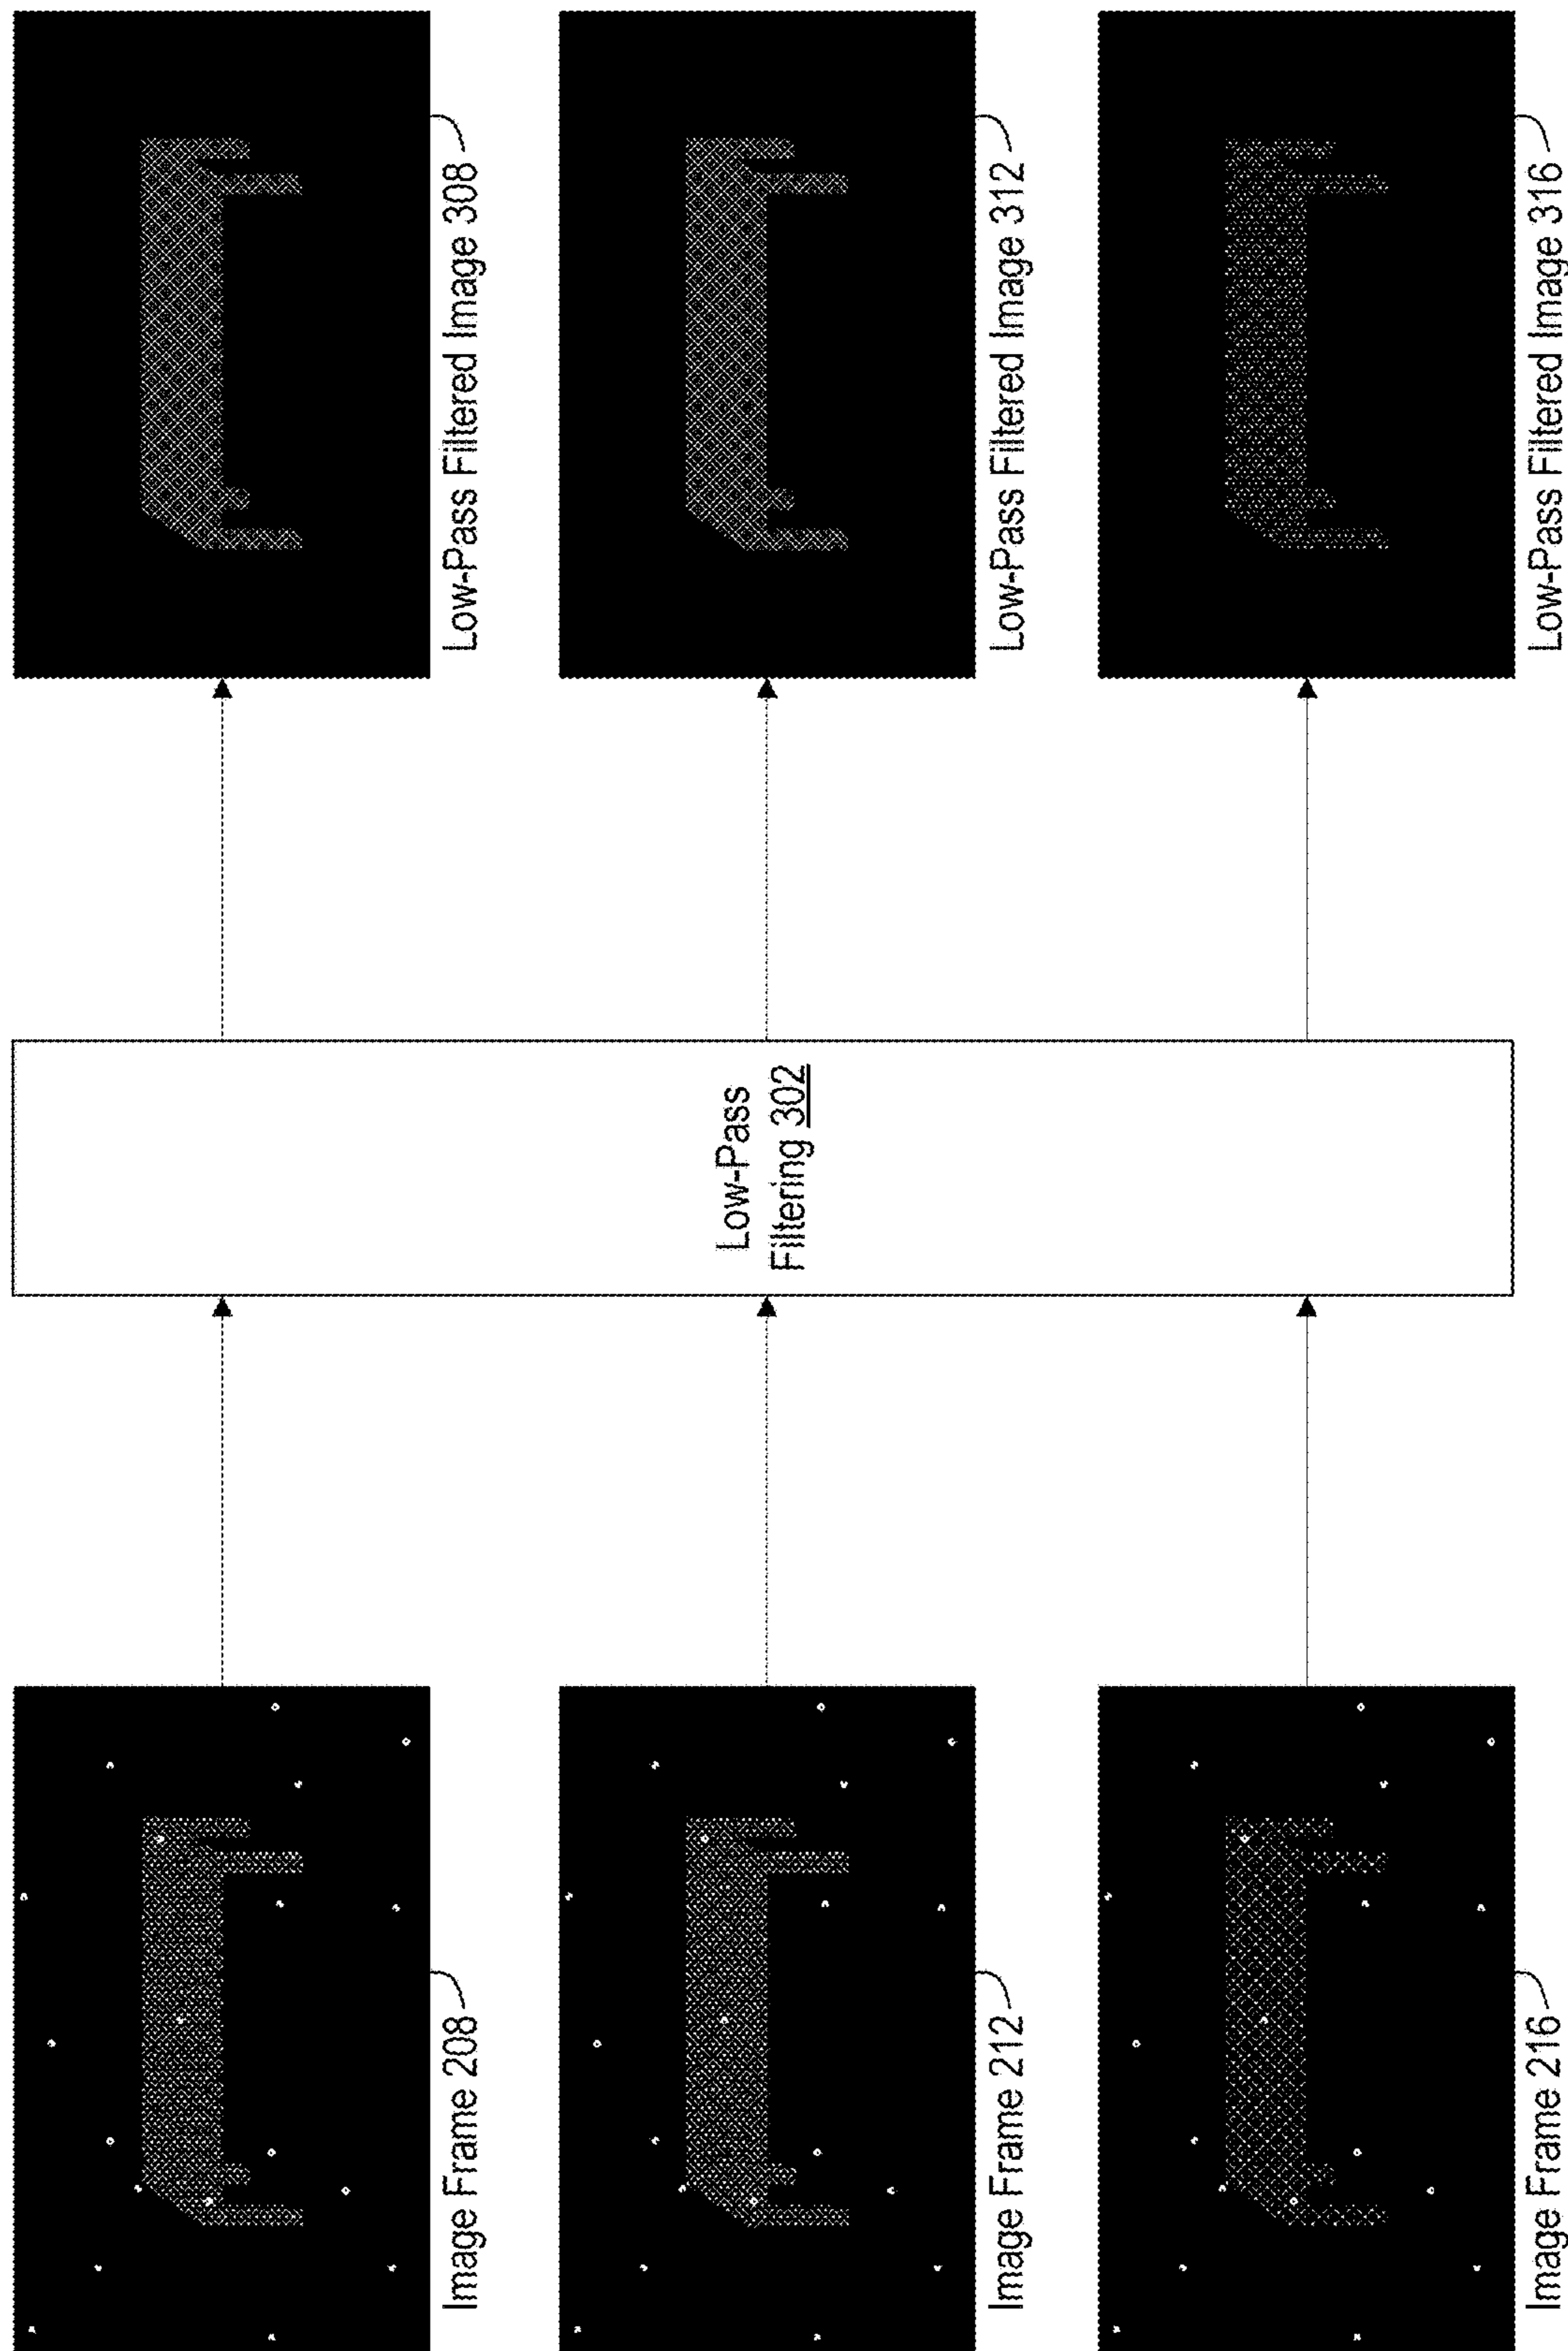 Image Frame 208
Image Frame 212
Image Frame 216
Low-Pass
Filtering 302
Low-Pass Filtered Image 308
Low-Pass Filtered Image 312
Low-Pass Filtered Image 316